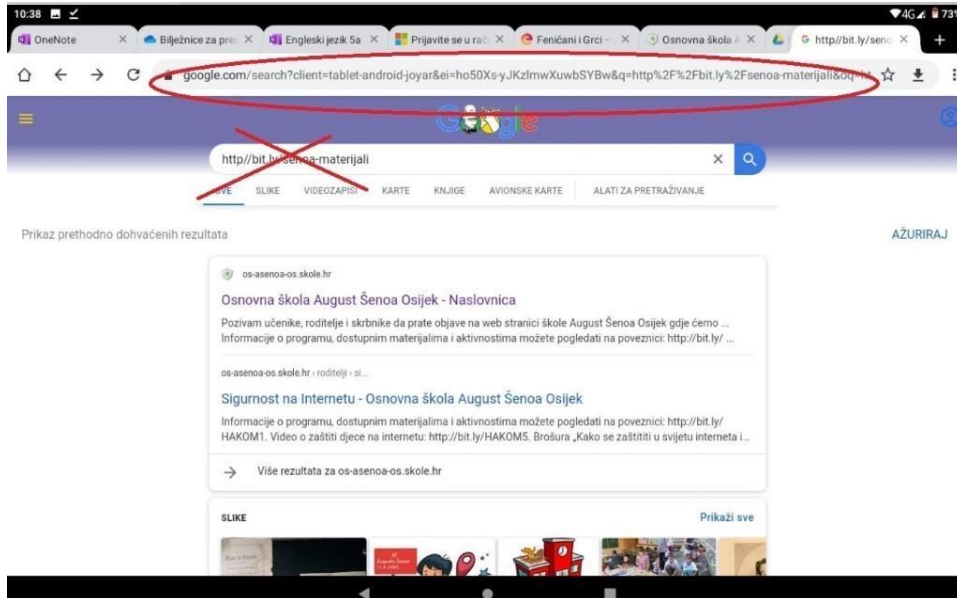 10:38 4G 73%
OneNote Bilježnice za pre Engleski jezik 5a Prijavite se u rač Feničani i Grci – Osnovna škola A http//bit.ly/seno
google.com/search?client=tablet-android-joyar&ei=ho50Xs-yJKzlmwXuwbSYBw&q=http%2F%2Fbit.ly%2Fsenoa-materijali&oq=ht
Google
http//bit.ly/senoa-materijali
SVE SLIKE VIDEOZAPISI KARTE KNJIGE AVIONSKE KARTE ALATI ZA PRETRAŽIVANJE
Prikaz prethodno dohvaćenih rezultata AŽURIRAJ
os-asenoa-os.skole.hr
Osnovna škola August Šenoa Osijek - Naslovnica
Pozivam učenike, roditelje i skrbnike da prate objave na web stranici škole August Šenoa Osijek gdje ćemo ...
Informacije o programu, dostupnim materijalima i aktivnostima možete pogledati na poveznici: http://bit.ly/ ...
os-asenoa-os.skole.hr › roditelji › si...
Sigurnost na Internetu - Osnovna škola August Šenoa Osijek
Informacije o programu, dostupnim materijalima i aktivnostima možete pogledati na poveznici: http://bit.ly/
HAKOM1. Video o zaštiti djece na internetu: http://bit.ly/HAKOM5. Brošura „Kako se zaštititi u svijetu interneta i...
Više rezultata za os-asenoa-os.skole.hr
SLIKE Prikaži sve